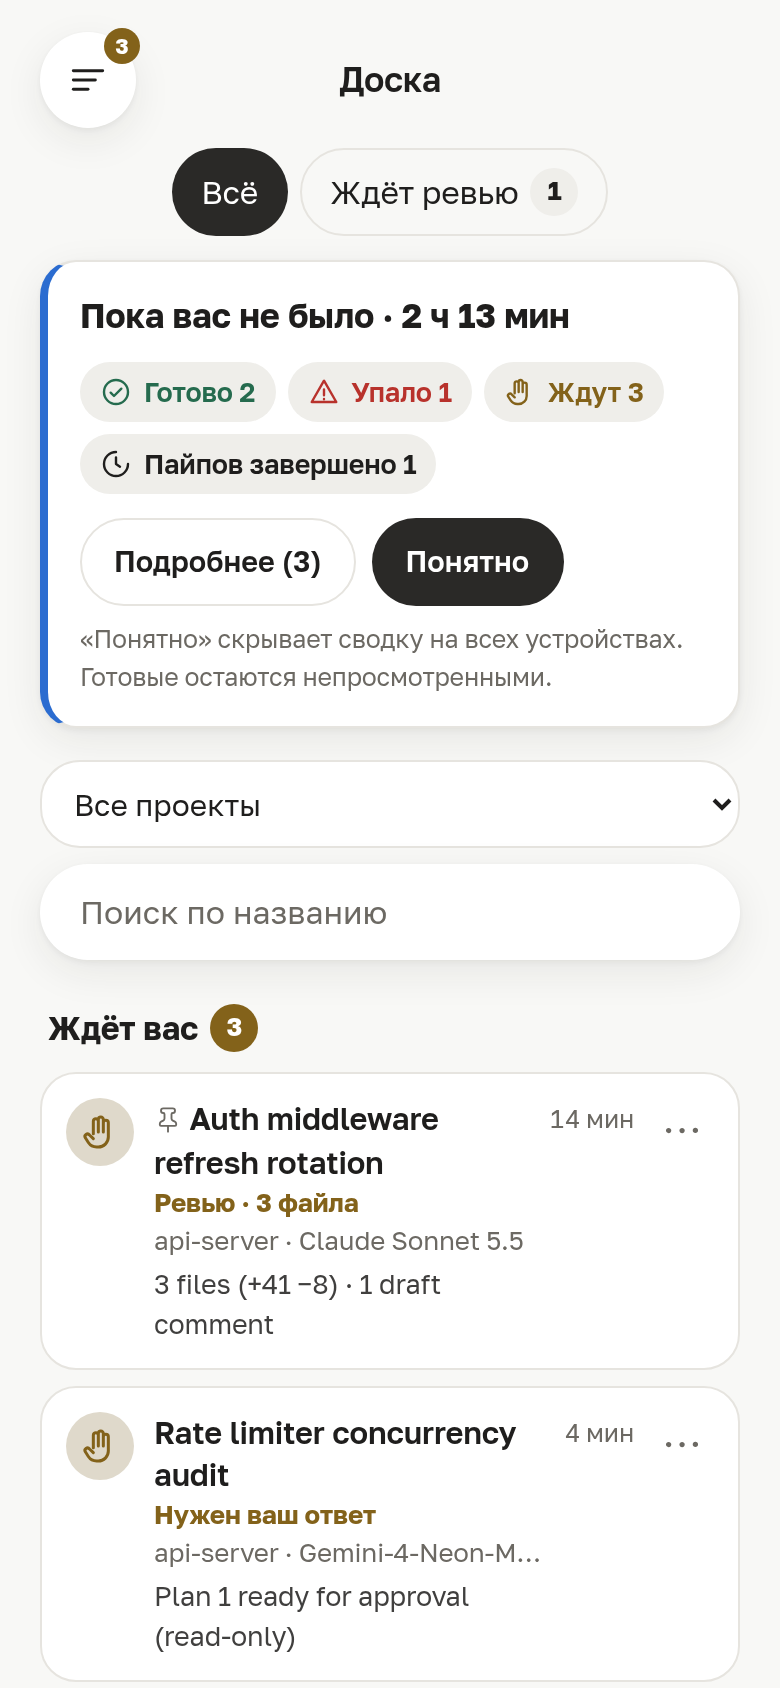 3
Доска
Всё
Ждёт ревью 1
Пока вас не было · 2 ч 13 мин
Готово 2
Упало 1
Ждут 3
Пайпов завершено 1
Подробнее (3)
Понятно
«Понятно» скрывает сводку на всех устройствах.
Готовые остаются непросмотренными.
Все проекты
Поиск по названию
Ждёт вас 3
Auth middleware
14 мин
...
refresh rotation
Ревью · 3 файла
api-server · Claude Sonnet 5.5
3 files (+41 −8) · 1 draft
comment
Rate limiter concurrency
4 мин
...
audit
Нужен ваш ответ
api-server · Gemini-4-Neon-M...
Plan 1 ready for approval
(read-only)